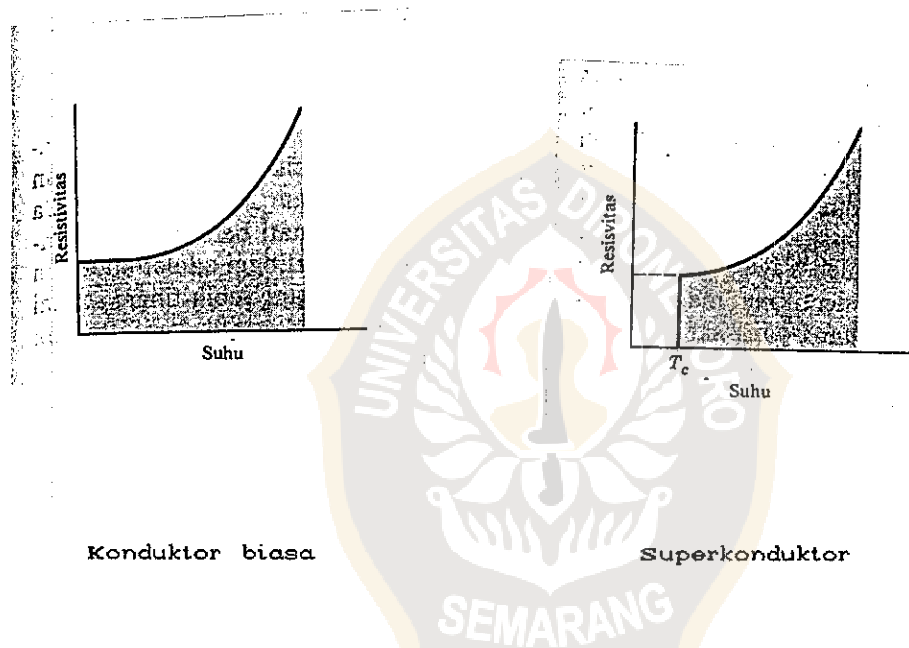 Resistivitas
Suhu
Resisvitas
T_c
Suhu
Konduktor biasa
Superkonduktor
UNIVERSITAS DIPONEGORO
SEMARANG